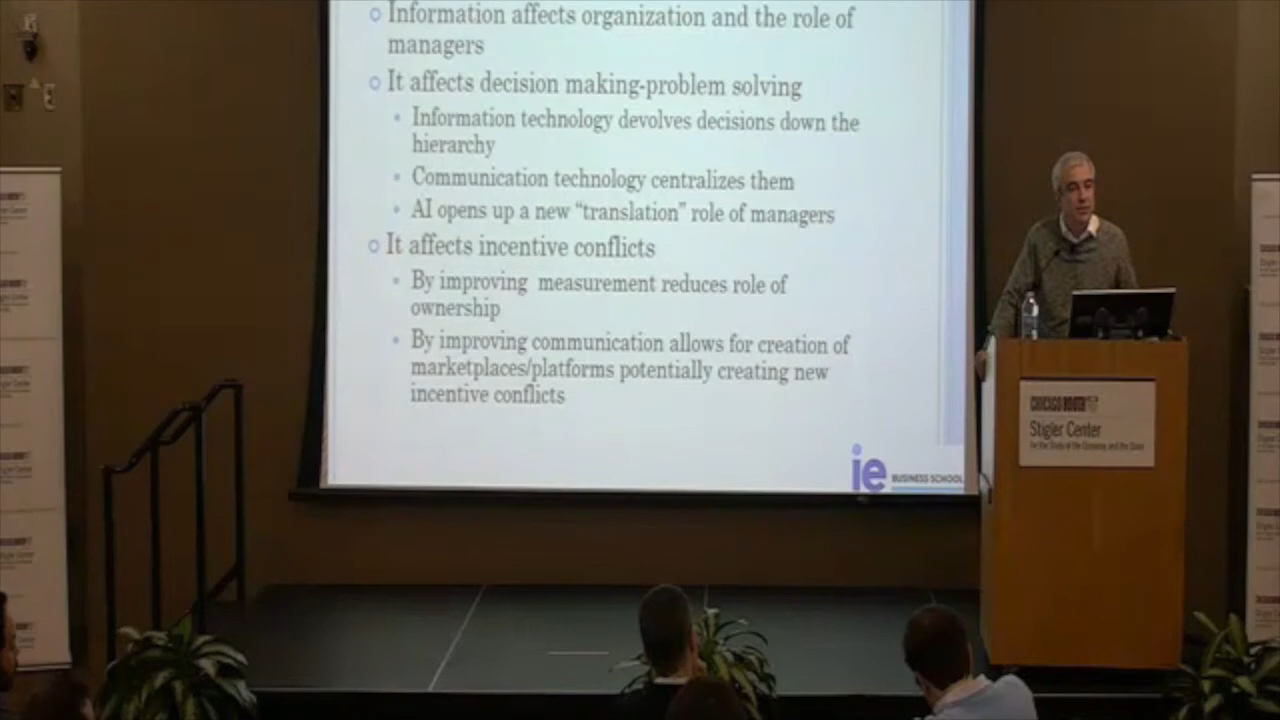 Information affects organization and the role of
managers
It affects decision making-problem solving
Information technology devolves decisions down the
hierarchy
Communication technology centralizes them
AI opens up a new “translation” role of managers
It affects incentive conflicts
By improving measurement reduces role of
ownership
By improving communication allows for creation of
marketplaces/platforms potentially creating new
incentive conflicts
ie BUSINESS SCHOOL
CHICAGO BOOTH
Stigler Center